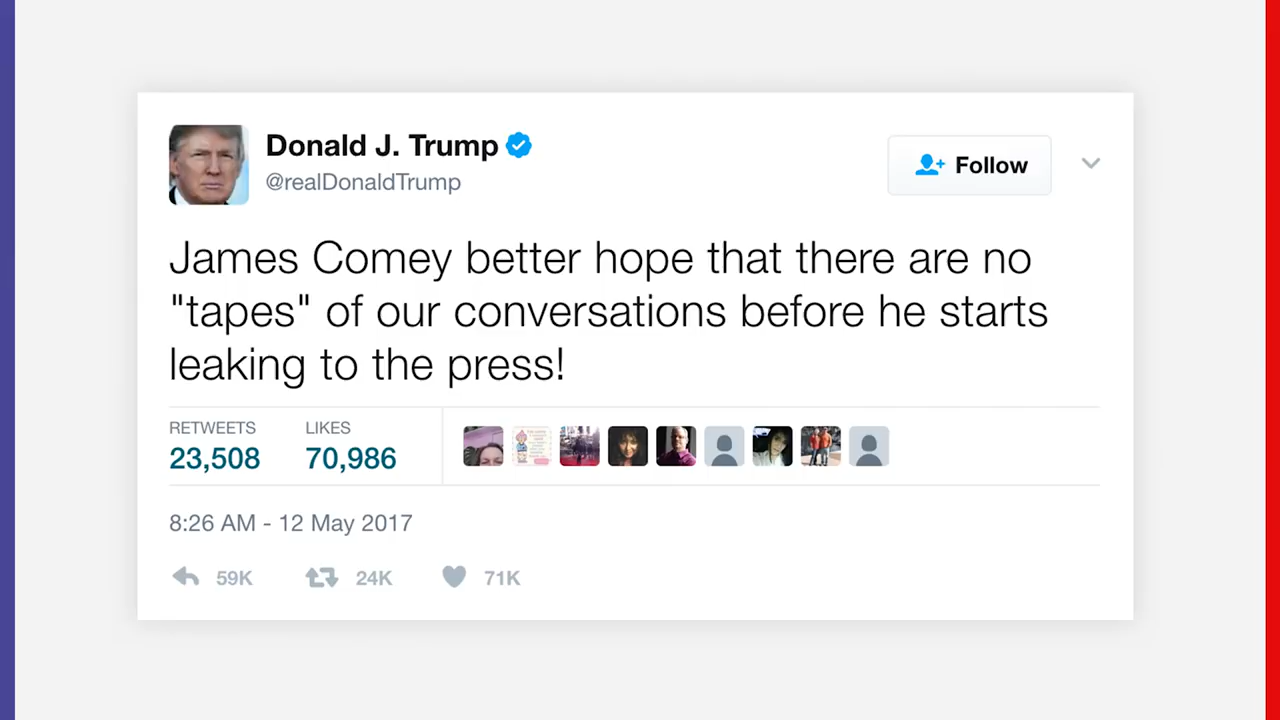 Donald J. Trump
@realDonaldTrump
Follow
James Comey better hope that there are no
"tapes" of our conversations before he starts
leaking to the press!
RETWEETS LIKES
23,508 70,986
8:26 AM - 12 May 2017
59K 24K 71K